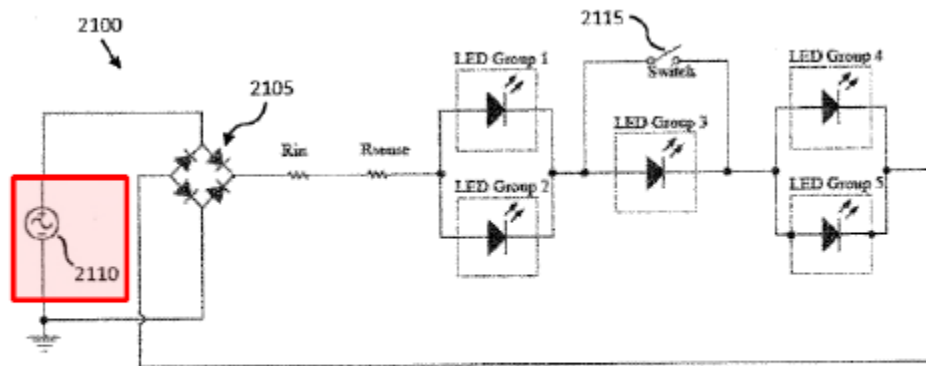 2100
2105
2110
2115
Rin
Rsense
LED Group 1
LED Group 2
Switch
LED Group 3
LED Group 4
LED Group 5